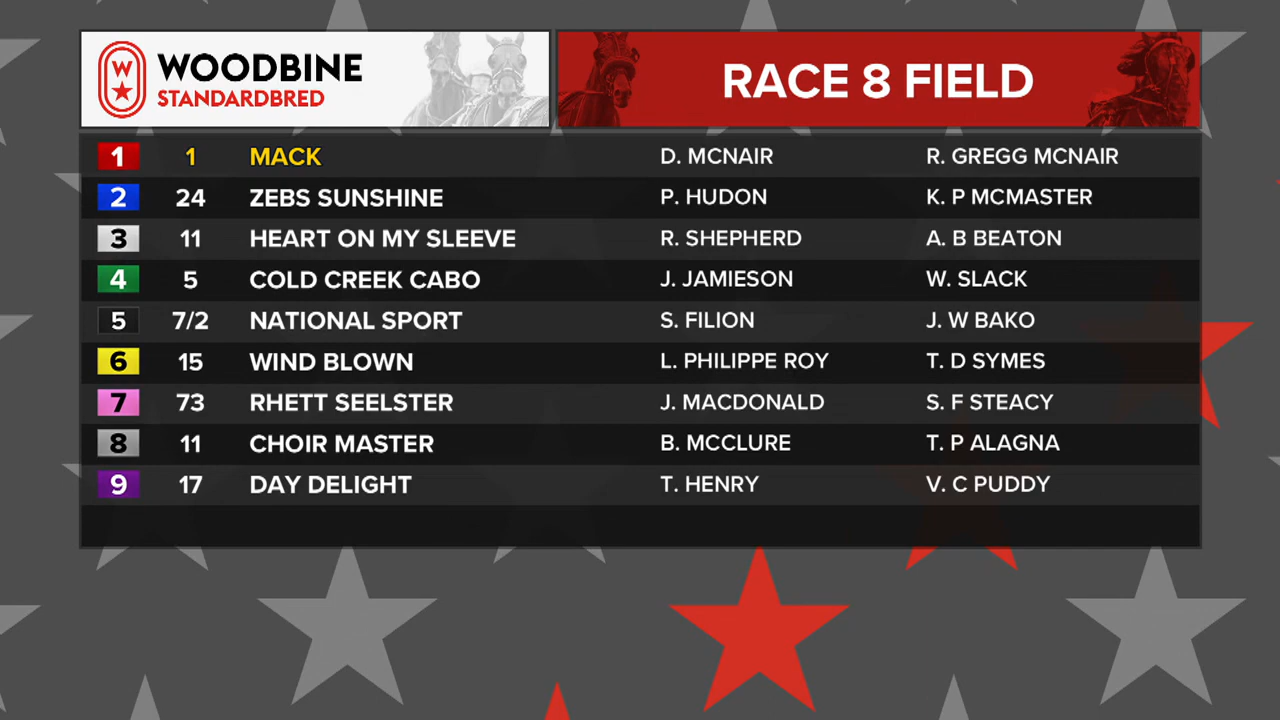 W
WOODBINE
STANDARDBRED
RACE 8 FIELD
1 1 MACK D. MCNAIR R. GREGG MCNAIR
2 24 ZEBS SUNSHINE P. HUDON K. P MCMASTER
3 11 HEART ON MY SLEEVE R. SHEPHERD A. B BEATON
4 5 COLD CREEK CABO J. JAMIESON W. SLACK
5 7/2 NATIONAL SPORT S. FILION J. W BAKO
6 15 WIND BLOWN L. PHILIPPE ROY T. D SYMES
7 73 RHETT SEELSTER J. MACDONALD S. F STEACY
8 11 CHOIR MASTER B. MCCLURE T. P ALAGNA
9 17 DAY DELIGHT T. HENRY V. C PUDDY